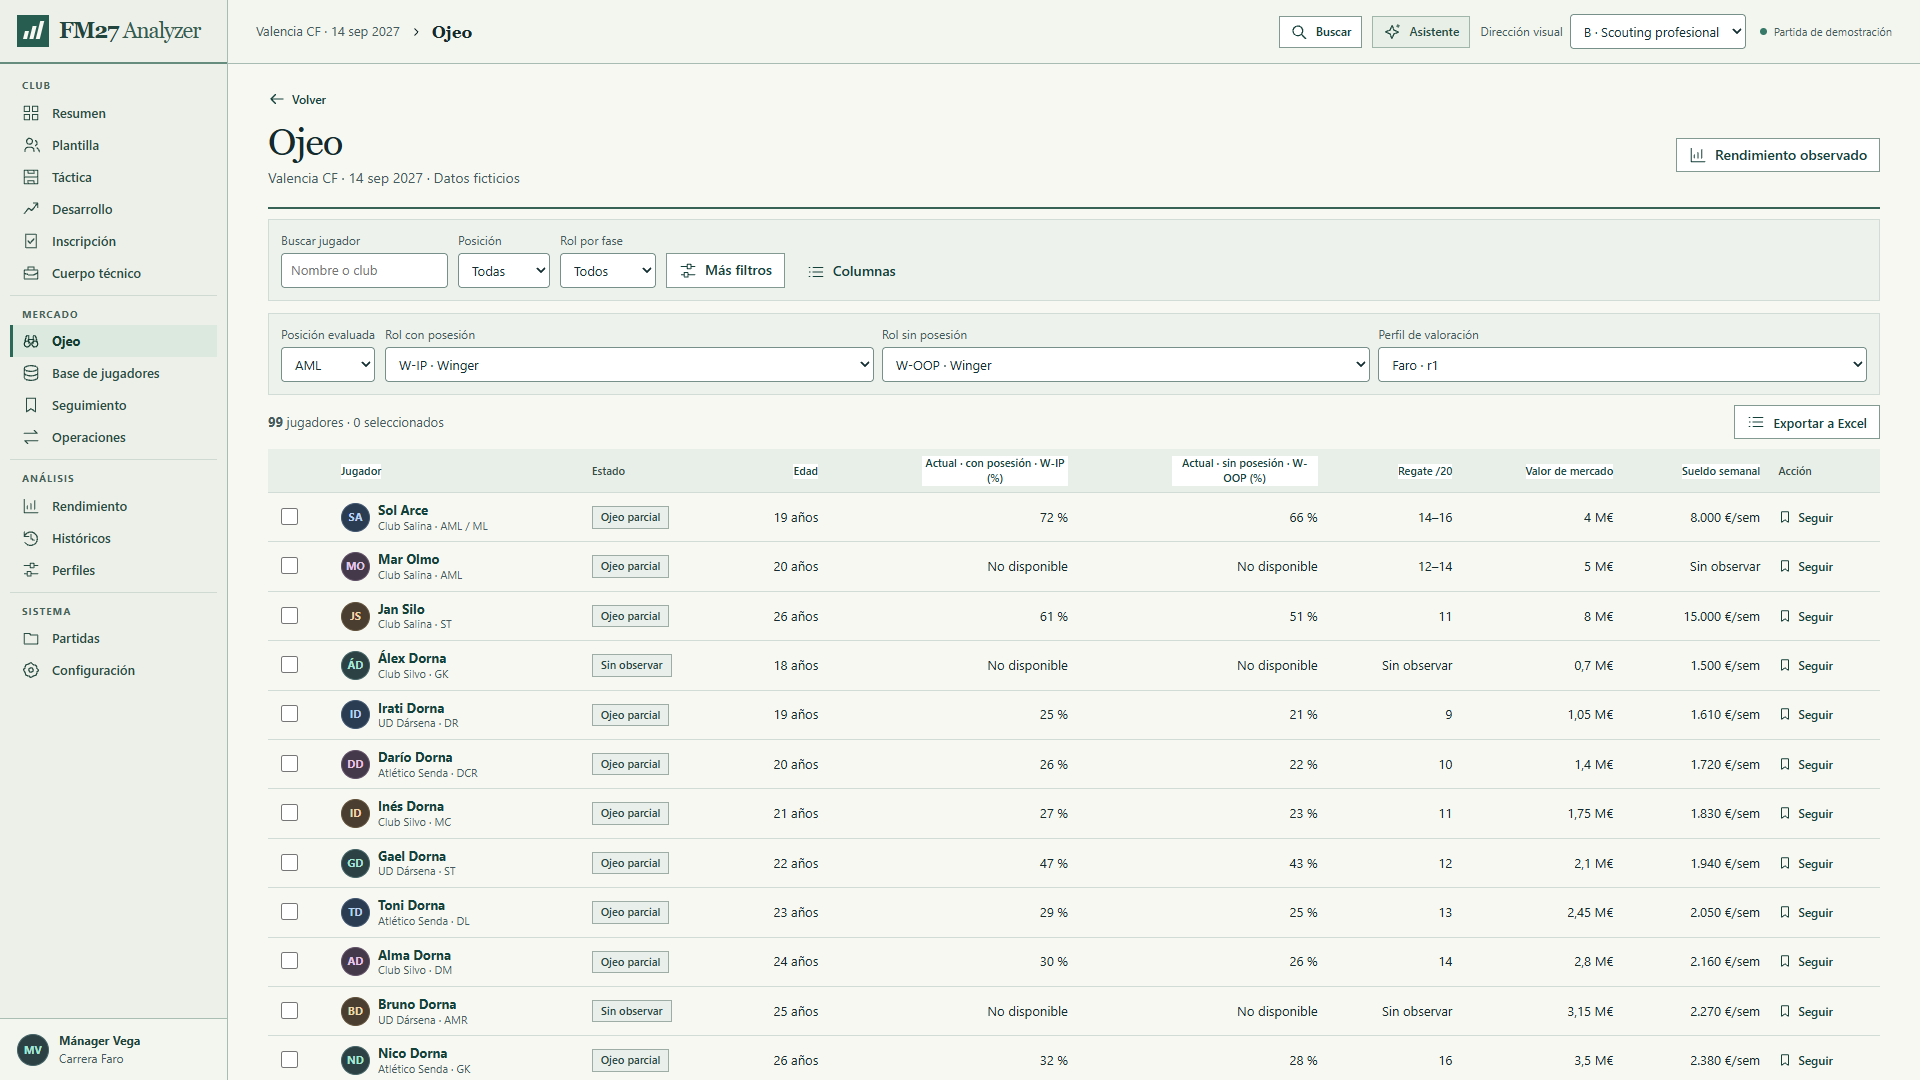 FM27 Analyzer
Valencia CF · 14 sep 2027 › Ojeo
Buscar
Asistente
Dirección visual
B · Scouting profesional
Partida de demostración
CLUB
Resumen
Plantilla
Táctica
Desarrollo
Inscripción
Cuerpo técnico
MERCADO
Ojeo
Base de jugadores
Seguimiento
Operaciones
ANÁLISIS
Rendimiento
Históricos
Perfiles
SISTEMA
Partidas
Configuración
MV
Mánager Vega
Carrera Faro
Volver
Ojeo
Valencia CF · 14 sep 2027 · Datos ficticios
Rendimiento observado
Buscar jugador Posición Rol por fase
Nombre o club Todas Todos Más filtros Columnas
Posición evaluada Rol con posesión Rol sin posesión Perfil de valoración
AML W-IP · Winger W-OOP · Winger Faro · r1
99 jugadores · 0 seleccionados
Exportar a Excel
Jugador Estado Edad Actual · con posesión · W-IP (%) Actual · sin posesión · W-OOP (%) Regate /20 Valor de mercado Sueldo semanal Acción
SA Sol Arce Ojeo parcial 19 años 72 % 66 % 14–16 4 M€ 8.000 €/sem Seguir
Club Salina · AML / ML
MO Mar Olmo Ojeo parcial 20 años No disponible No disponible 12–14 5 M€ Sin observar Seguir
Club Salina · AML
JS Jan Silo Ojeo parcial 26 años 61 % 51 % 11 8 M€ 15.000 €/sem Seguir
Club Salina · ST
ÁD Álex Dorna Sin observar 18 años No disponible No disponible Sin observar 0,7 M€ 1.500 €/sem Seguir
Club Silvo · GK
ID Irati Dorna Ojeo parcial 19 años 25 % 21 % 9 1,05 M€ 1.610 €/sem Seguir
UD Dársena · DR
DD Darío Dorna Ojeo parcial 20 años 26 % 22 % 10 1,4 M€ 1.720 €/sem Seguir
Atlético Senda · DCR
ID Inés Dorna Ojeo parcial 21 años 27 % 23 % 11 1,75 M€ 1.830 €/sem Seguir
Club Silvo · MC
GD Gael Dorna Ojeo parcial 22 años 47 % 43 % 12 2,1 M€ 1.940 €/sem Seguir
UD Dársena · ST
TD Toni Dorna Ojeo parcial 23 años 29 % 25 % 13 2,45 M€ 2.050 €/sem Seguir
Atlético Senda · DL
AD Alma Dorna Ojeo parcial 24 años 30 % 26 % 14 2,8 M€ 2.160 €/sem Seguir
Club Silvo · DM
BD Bruno Dorna Sin observar 25 años No disponible No disponible Sin observar 3,15 M€ 2.270 €/sem Seguir
UD Dársena · AMR
ND Nico Dorna Ojeo parcial 26 años 32 % 28 % 16 3,5 M€ 2.380 €/sem Seguir
Atlético Senda · GK